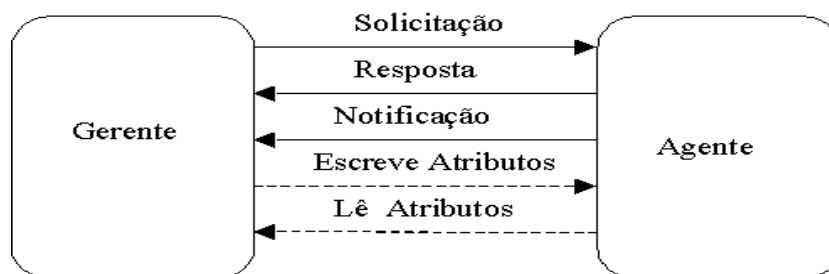 Solicitação
Resposta
Notificação
Gerente
Agente
Escreve Atributos
Lê Atributos